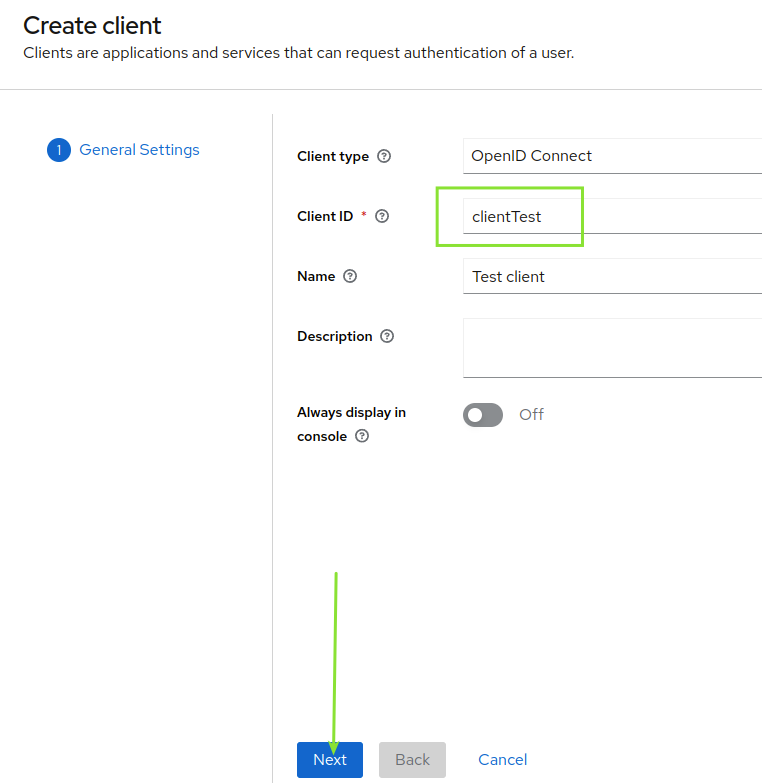 Create client
Clients are applications and services that can request authentication of a user.
1 General Settings
Client type
OpenID Connect
Client ID *
clientTest
Name
Test client
Description
Always display in
console
Off
Next
Back
Cancel